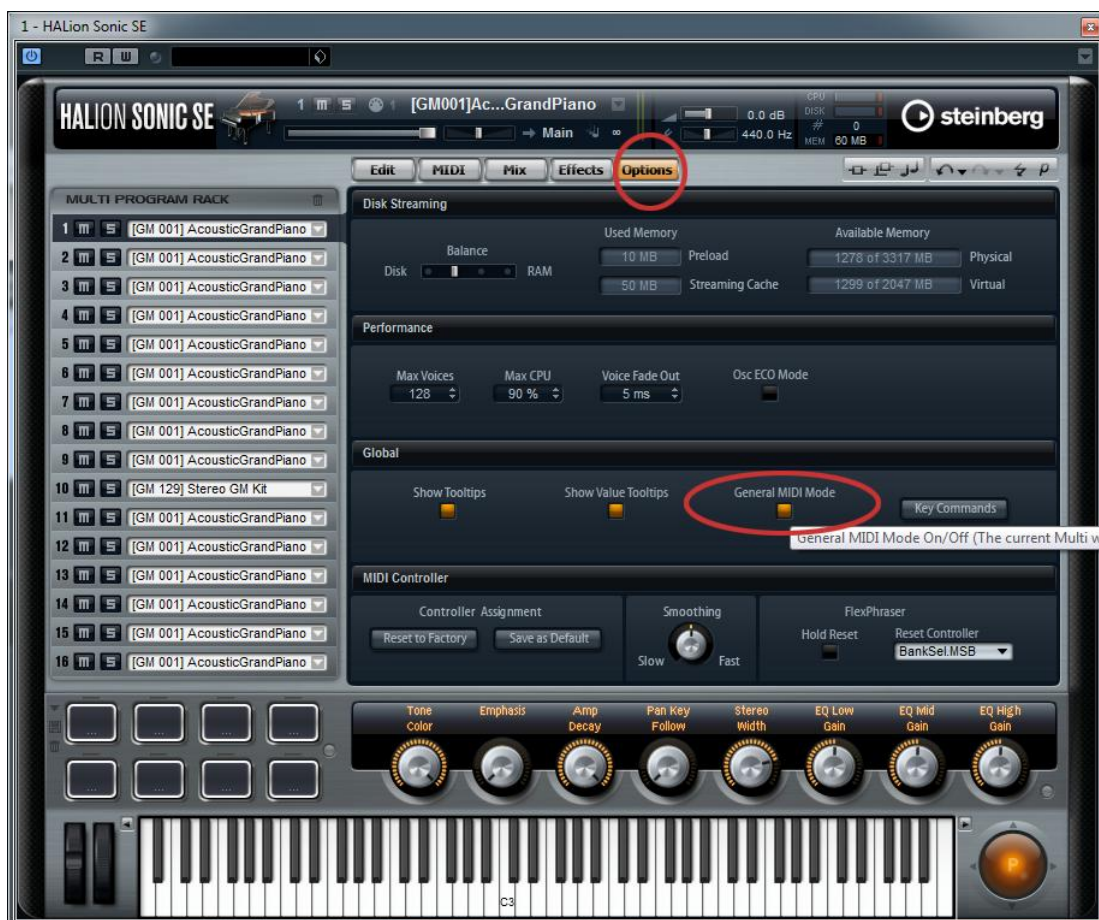 1 - HALion Sonic SE
R W
HALION SONIC SE
1 m S 1 [GM001]Ac...GrandPiano
→ Main ∞
0.0 dB
440.0 Hz
CPU
DISK
# 0
MEM 60 MB
steinberg
Edit MIDI Mix Effects Options
MULTI PROGRAM RACK
1 m S [GM 001] AcousticGrandPiano
2 m S [GM 001] AcousticGrandPiano
3 m S [GM 001] AcousticGrandPiano
4 m S [GM 001] AcousticGrandPiano
5 m S [GM 001] AcousticGrandPiano
6 m S [GM 001] AcousticGrandPiano
7 m S [GM 001] AcousticGrandPiano
8 m S [GM 001] AcousticGrandPiano
9 m S [GM 001] AcousticGrandPiano
10 m S [GM 129] Stereo GM Kit
11 m S [GM 001] AcousticGrandPiano
12 m S [GM 001] AcousticGrandPiano
13 m S [GM 001] AcousticGrandPiano
14 m S [GM 001] AcousticGrandPiano
15 m S [GM 001] AcousticGrandPiano
16 m S [GM 001] AcousticGrandPiano
Disk Streaming
Used Memory Available Memory
Balance
Disk RAM
10 MB Preload 1278 of 3317 MB Physical
50 MB Streaming Cache 1299 of 2047 MB Virtual
Performance
Max Voices Max CPU Voice Fade Out Osc ECO Mode
128 90 % 5 ms
Global
Show Tooltips Show Value Tooltips General MIDI Mode
Key Commands
General MIDI Mode On/Off (The current Multi w
MIDI Controller
Controller Assignment Smoothing FlexPhraser
Reset to Factory Save as Default
Slow Fast
Hold Reset Reset Controller
BankSel.MSB
Tone Color
Emphasis
Amp Decay
Pan Key Follow
Stereo Width
EQ Low Gain
EQ Mid Gain
EQ High Gain
... ... ... ...
... ... ... ...
C3
P